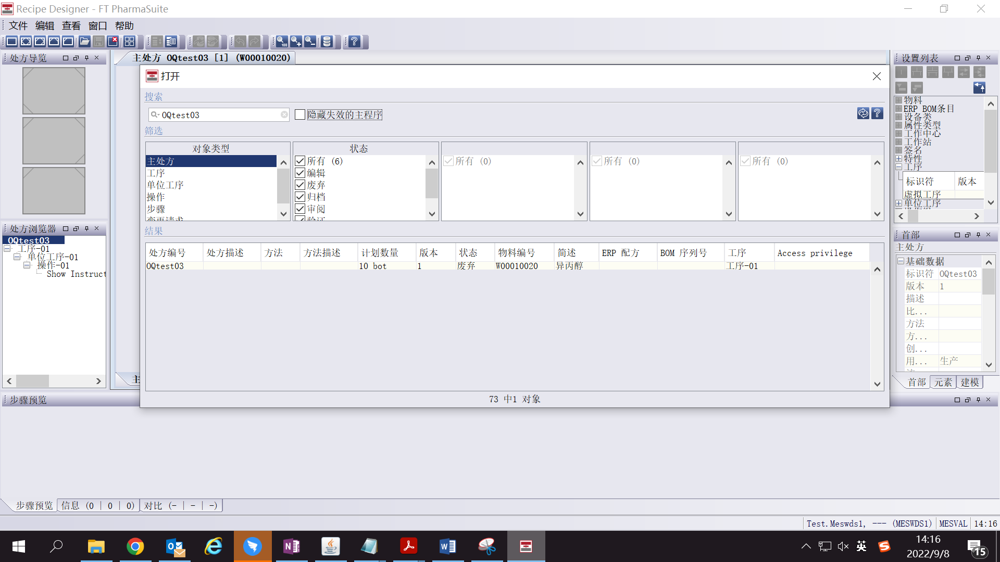 Recipe Designer - FT PharmaSuite
文件 编辑 查看 窗口 帮助
处方导览
主处方 OQtest03 [1] (W00010020)
设置列表
打开
搜索
OQtest03
隐藏失效的主程序
筛选
对象类型
主处方
工序
单位工序
操作
步骤
变更请求
状态
所有 (6)
编辑
废弃
归档
审阅
验证
所有 (0)
所有 (0)
所有 (0)
结果
处方编号 处方描述 方法 方法描述 计划数量 版本 状态 物料编号 简述 ERP 配方 BOM 序列号 工序 Access privilege
OQtest03 10 bot 1 废弃 W00010020 异丙醇 工序-01
73 中1 对象
物料
ERP BOM条目
设备类
属性类型
工作中心
工作站
签名
特性
工序
标识符 版本
虚拟工序
单位工序
处方浏览器
OQtest03
工序-01
单位工序-01
操作-01
Show Instruct
首部
主处方
基础数据
标识符 OQtest03
版本 1
描述
比...
方法
方...
创...
用... 生产
首部 元素 建模
主
步骤预览
步骤预览 信息 (0 | 0 | 0) 对比 (- | - | -)
Test.Meswds1, --- (MESWDS1) MESVAL 14:16
英
14:16
2022/9/8
15